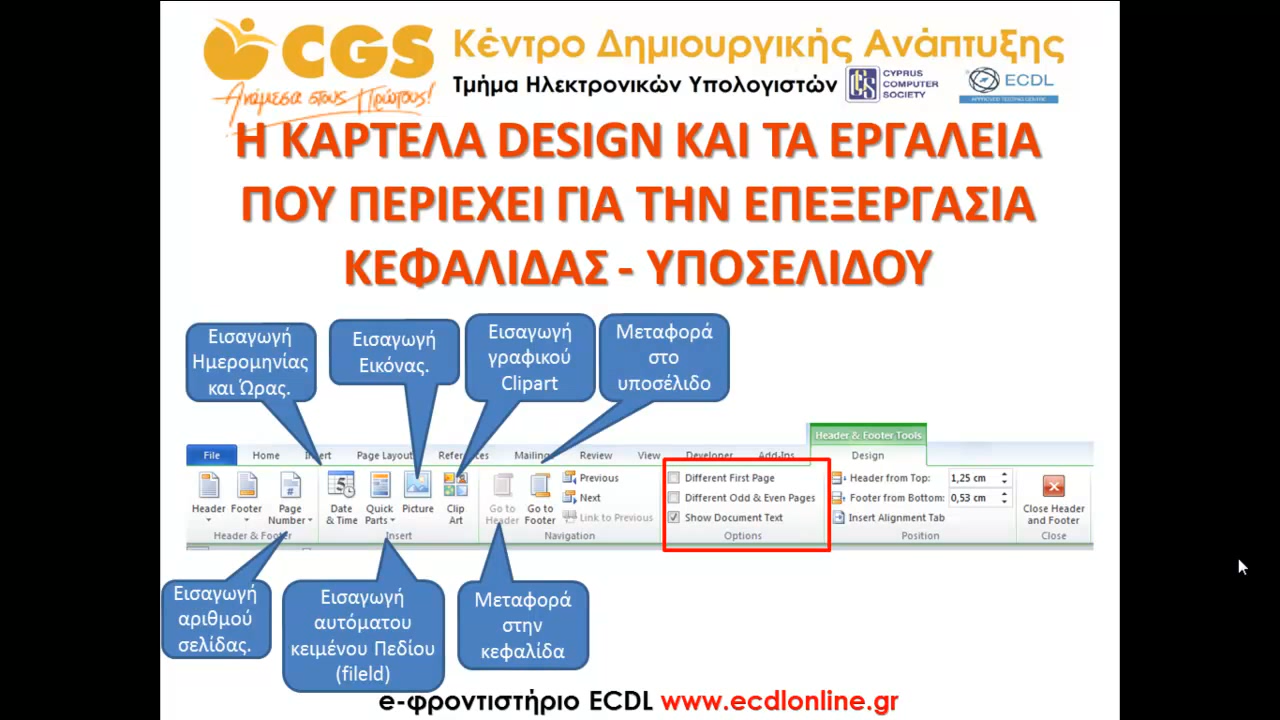 CGS
Ανάμεσα στους Πρώτους!
Κέντρο Δημιουργικής Ανάπτυξης
Τμήμα Ηλεκτρονικών Υπολογιστών
CCS
CYPRUS
COMPUTER
SOCIETY
ECDL
APPROVED TESTING CENTRE
Η ΚΑΡΤΕΛΑ DESIGN ΚΑΙ ΤΑ ΕΡΓΑΛΕΙΑ
ΠΟΥ ΠΕΡΙΕΧΕΙ ΓΙΑ ΤΗΝ ΕΠΕΞΕΡΓΑΣΙΑ
ΚΕΦΑΛΙΔΑΣ - ΥΠΟΣΕΛΙΔΟΥ
Εισαγωγή
Ημερομηνίας
και Ώρας.
Εισαγωγή
Εικόνας.
Εισαγωγή
γραφικού
Clipart
Μεταφορά
στο
υποσέλιδο
Header & Footer Tools
File Home Insert Page Layout References Mailings Review View Developer Add-Ins Design
Header
Footer
Page
Number
Header & Footer
Date
& Time
Quick
Parts
Picture
Clip
Art
Insert
Go to
Header
Go to
Footer
Previous
Next
Link to Previous
Navigation
Different First Page
Different Odd & Even Pages
Show Document Text
Options
Header from Top: 1,25 cm
Footer from Bottom: 0,53 cm
Insert Alignment Tab
Position
Close Header
and Footer
Close
Εισαγωγή
αριθμού
σελίδας.
Εισαγωγή
αυτόματου
κειμένου Πεδίου
(fileld)
Μεταφορά
στην
κεφαλίδα
e-φροντιστήριο ECDL www.ecdlonline.gr